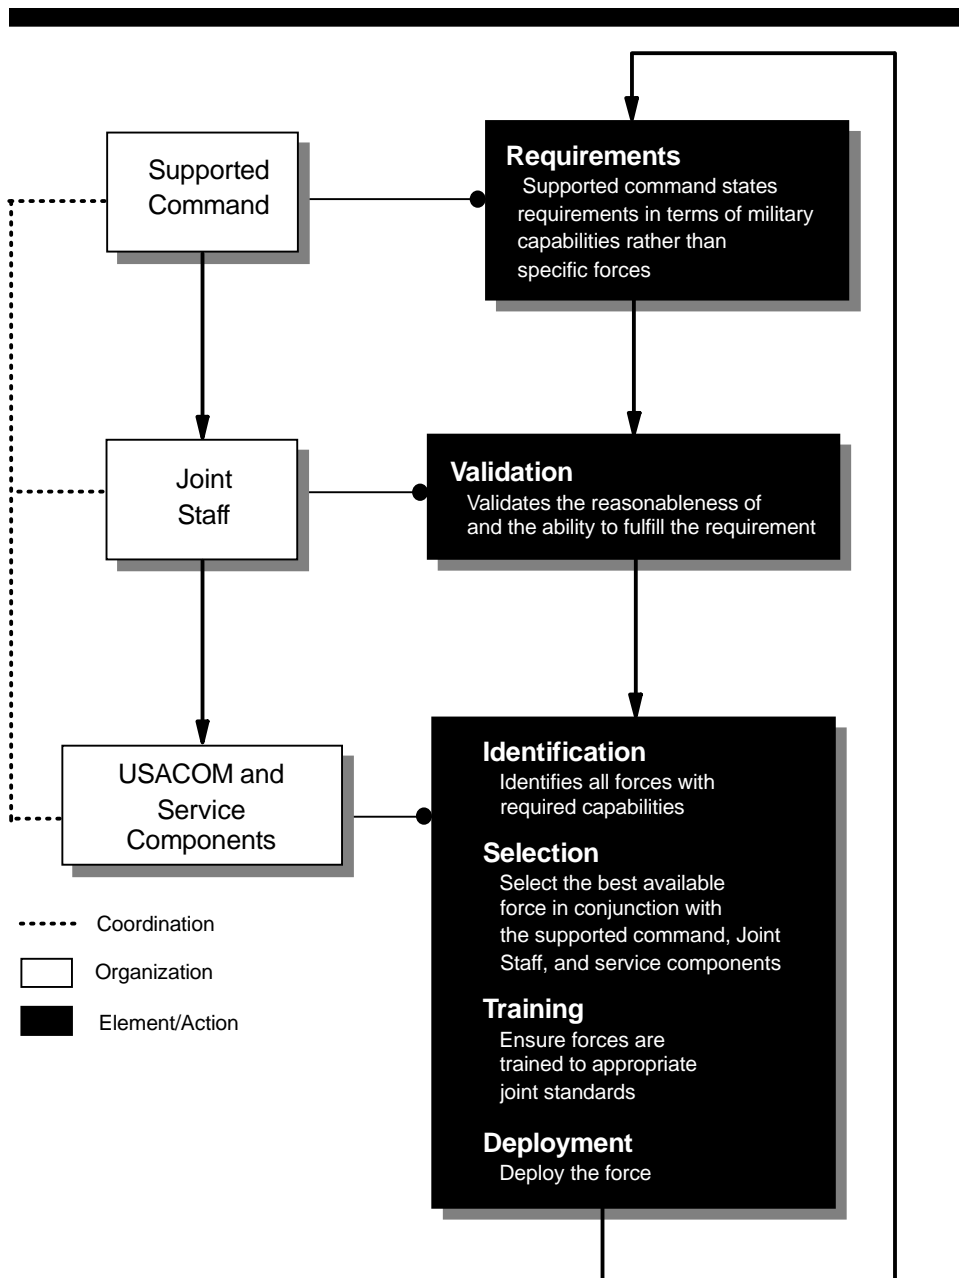 Supported
Command
Requirements
Supported command states
requirements in terms of military
capabilities rather than
specific forces
Joint
Staff
Validation
Validates the reasonableness of
and the ability to fulfill the requirement
USACOM and
Service
Components
Identification
Identifies all forces with
required capabilities
Selection
Select the best available
force in conjunction with
the supported command, Joint
Staff, and service components
Training
Ensure forces are
trained to appropriate
joint standards
Deployment
Deploy the force
Coordination
Organization
Element/Action